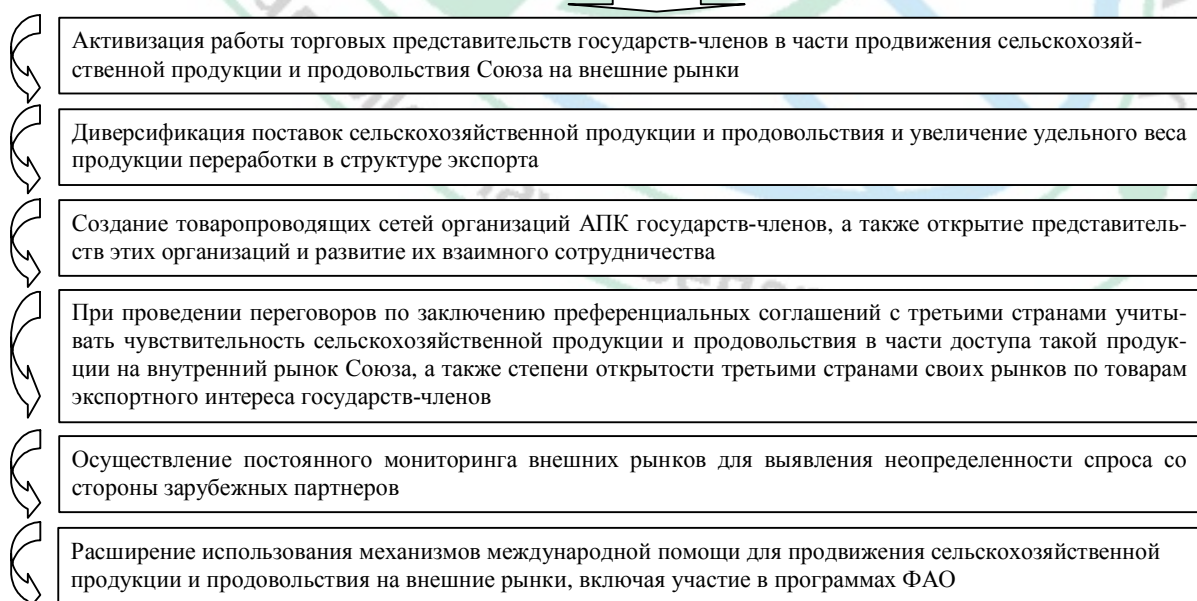 Активизация работы торговых представительств государств-членов в части продвижения сельскохозяй-
ственной продукции и продовольствия Союза на внешние рынки
Диверсификация поставок сельскохозяйственной продукции и продовольствия и увеличение удельного веса
продукции переработки в структуре экспорта
Создание товаропроводящих сетей организаций АПК государств-членов, а также открытие представитель-
ств этих организаций и развитие их взаимного сотрудничества
При проведении переговоров по заключению преференциальных соглашений с третьими странами учиты-
вать чувствительность сельскохозяйственной продукции и продовольствия в части доступа такой продук-
ции на внутренний рынок Союза, а также степени открытости третьими странами своих рынков по товарам
экспортного интереса государств-членов
Осуществление постоянного мониторинга внешних рынков для выявления неопределенности спроса со
стороны зарубежных партнеров
Расширение использования механизмов международной помощи для продвижения сельскохозяйственной
продукции и продовольствия на внешние рынки, включая участие в программах ФАО